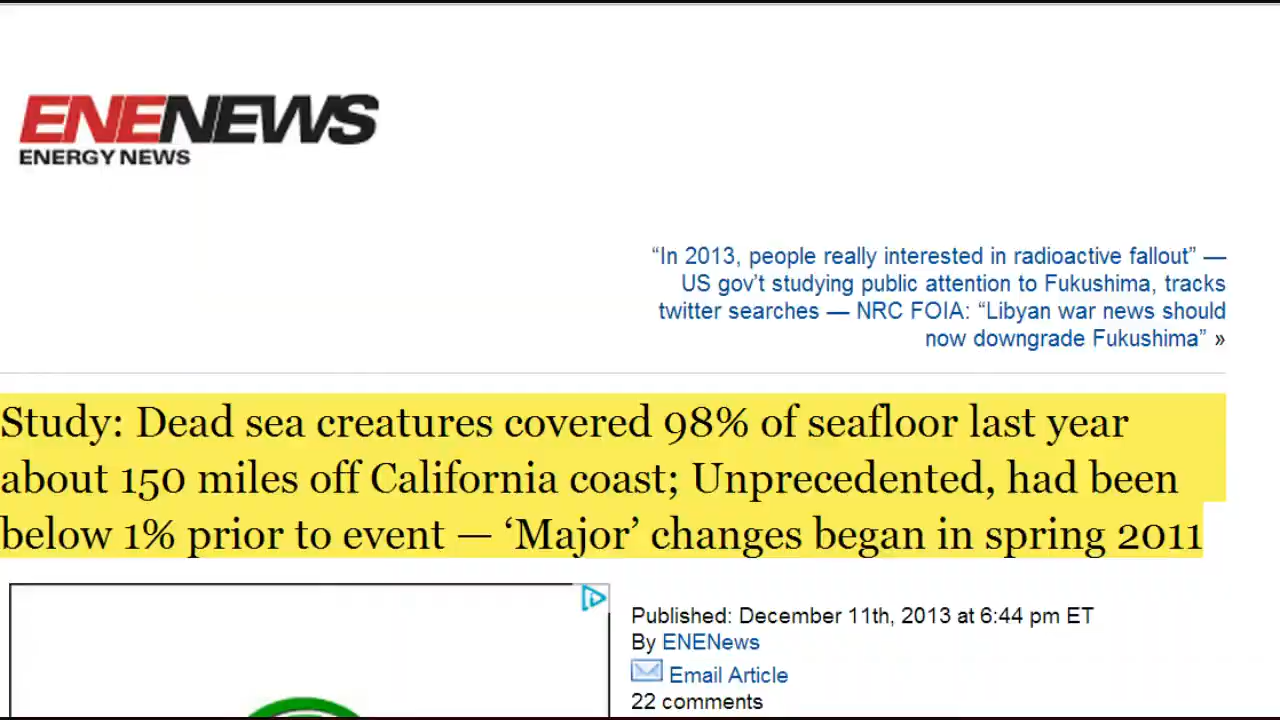 ENENEWS
ENERGY NEWS
“In 2013, people really interested in radioactive fallout” —
US gov’t studying public attention to Fukushima, tracks
twitter searches — NRC FOIA: “Libyan war news should
now downgrade Fukushima” »
Study: Dead sea creatures covered 98% of seafloor last year
about 150 miles off California coast; Unprecedented, had been
below 1% prior to event — ‘Major’ changes began in spring 2011
Published: December 11th, 2013 at 6:44 pm ET
By ENENews
Email Article
22 comments